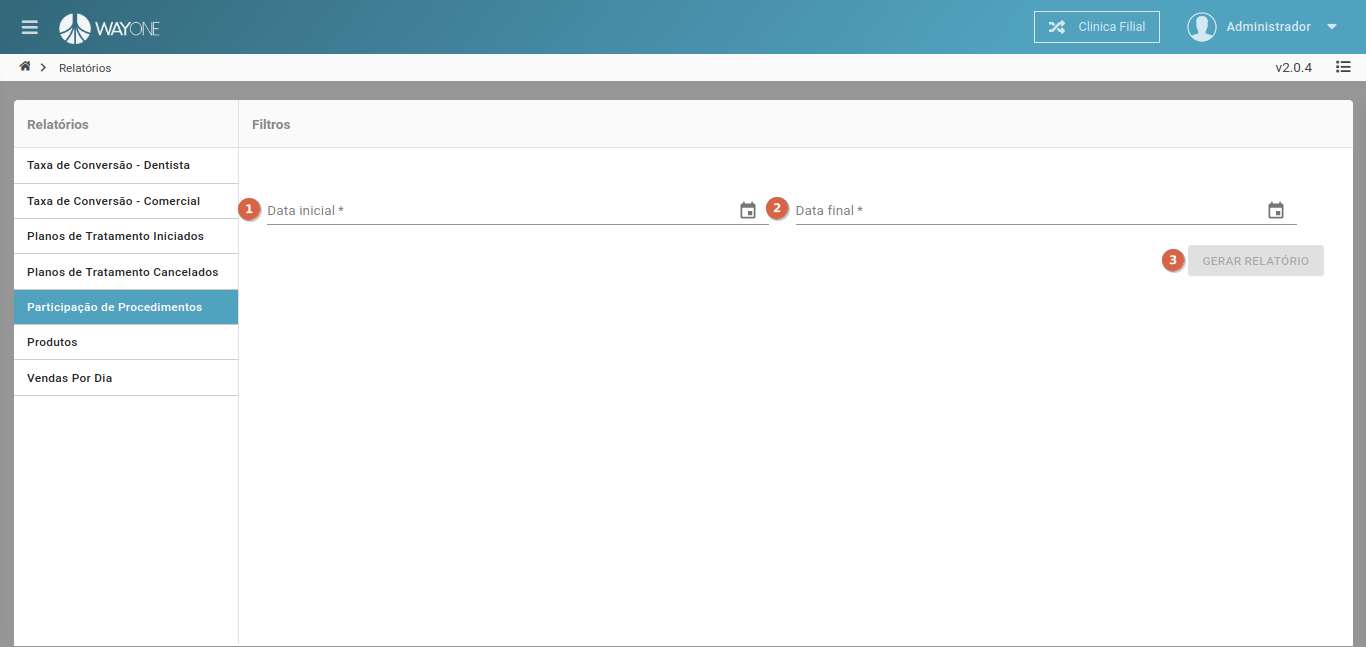 WAYONE
Clinica Filial
Administrador
Relatórios
v2.0.4
Relatórios
Filtros
Taxa de Conversão - Dentista
Taxa de Conversão - Comercial
Planos de Tratamento Iniciados
Planos de Tratamento Cancelados
Participação de Procedimentos
Produtos
Vendas Por Dia
1 Data inicial *
2 Data final *
3 GERAR RELATÓRIO